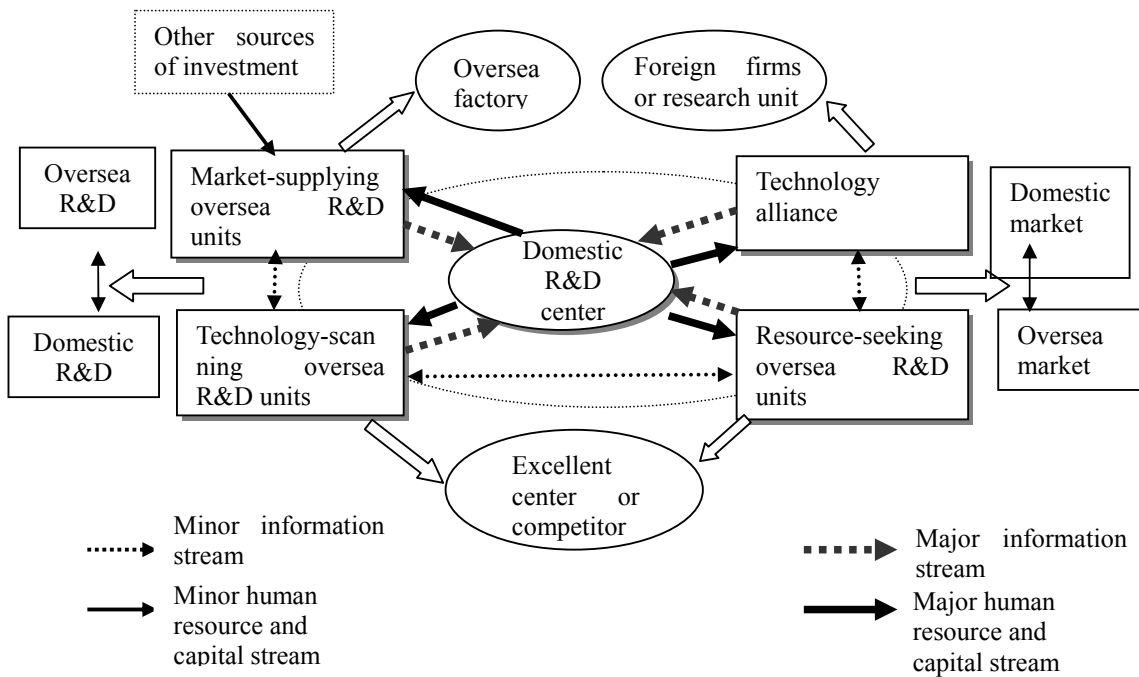 Other sources
of investment
Oversea
factory
Foreign firms
or research unit
Oversea
R&D
Market-supplying
oversea R&D
units
Technology
alliance
Domestic
market
Domestic
R&D
center
Domestic
R&D
Technology-scan
ning oversea
R&D units
Resource-seeking
oversea R&D
units
Oversea
market
Excellent
center or
competitor
Minor information
stream
Major information
stream
Minor human
resource and
capital stream
Major human
resource and
capital stream